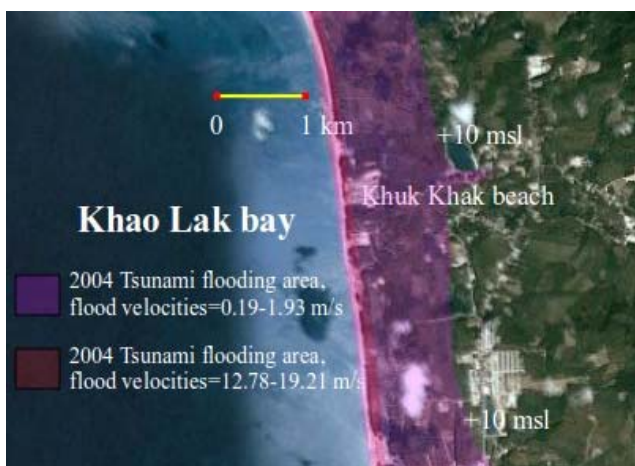 0 1 km
+10 msl
Khuk Khak beach
Khao Lak bay
2004 Tsunami flooding area,
flood velocities=0.19-1.93 m/s
2004 Tsunami flooding area,
flood velocities=12.78-19.21 m/s
+10 msl